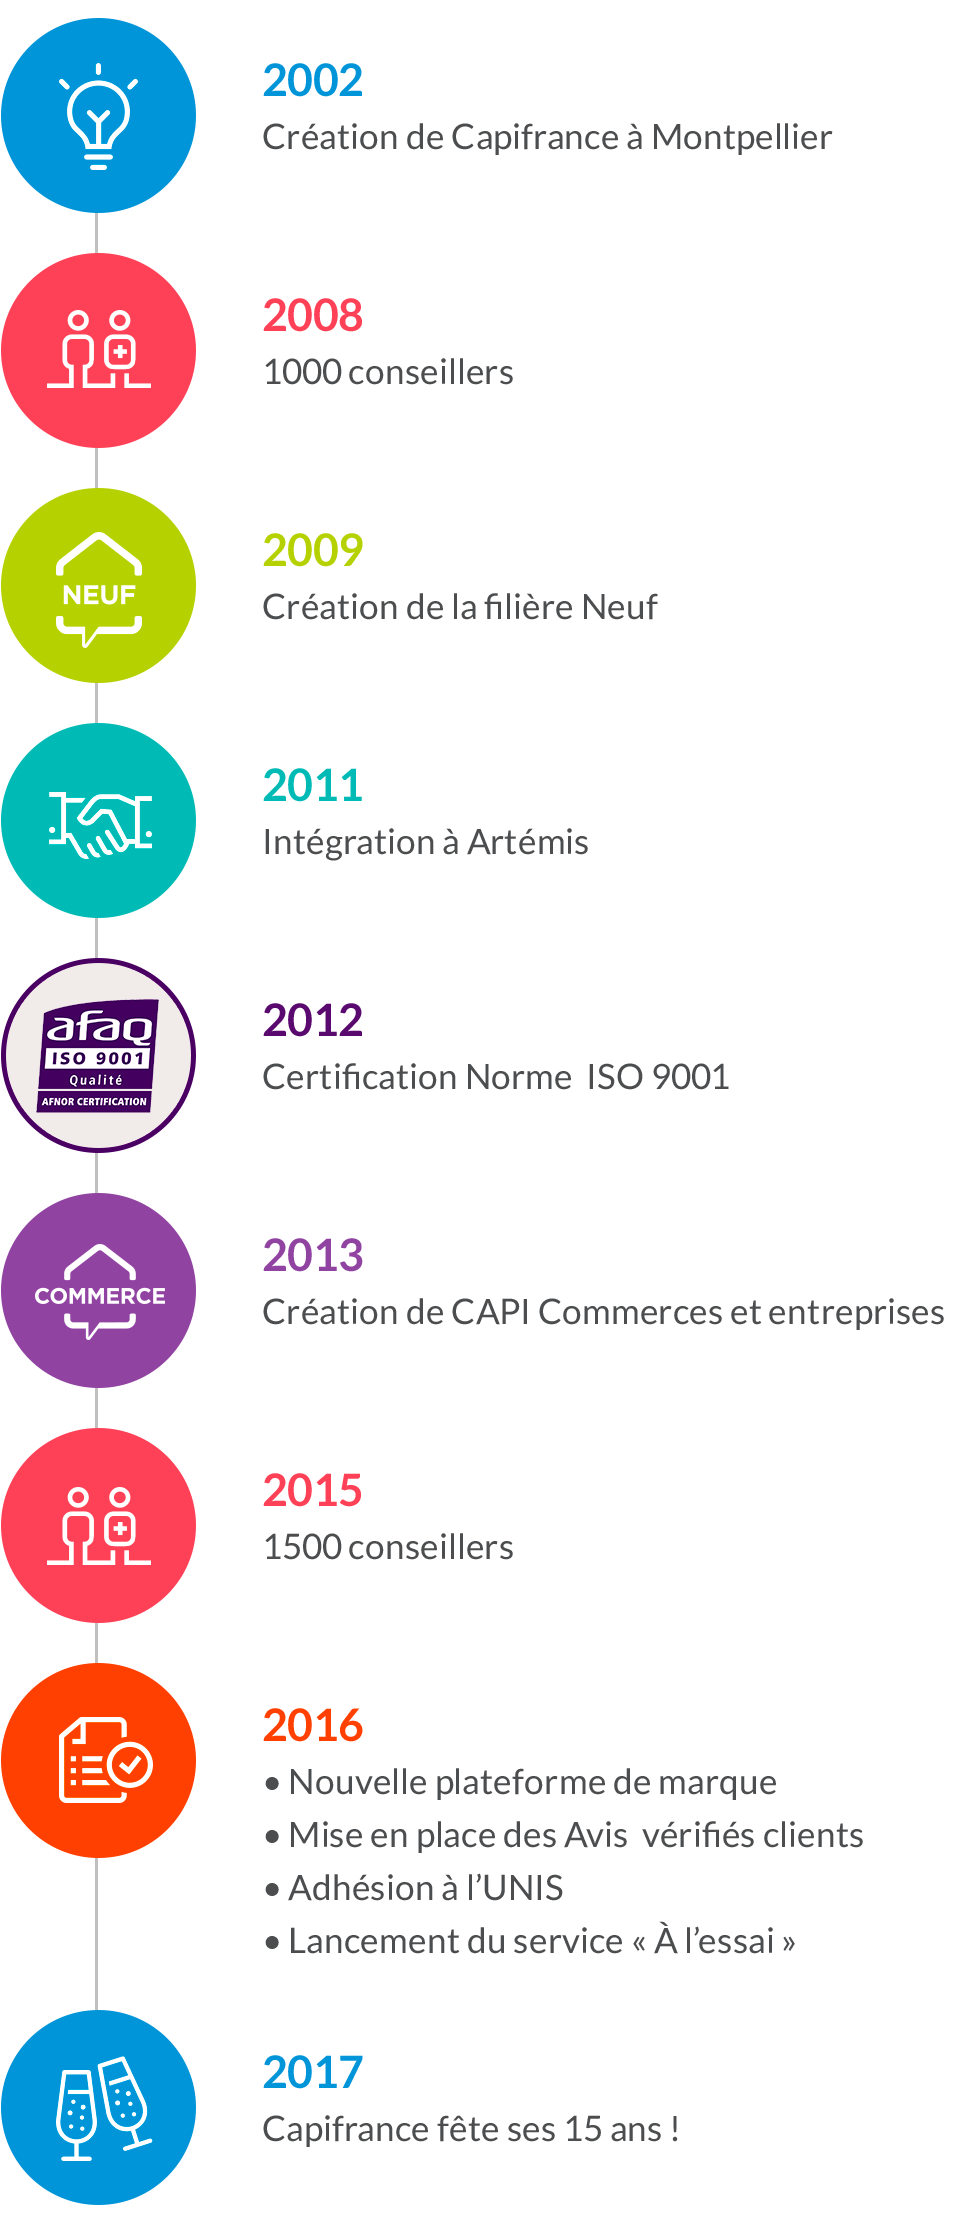 2002
Création de Capifrance à Montpellier
2008
1000 conseillers
NEUF
2009
Création de la filière Neuf
2011
Intégration à Artémis
afaq
ISO 9001
Qualité
AFNOR CERTIFICATION
2012
Certification Norme ISO 9001
COMMERCE
2013
Création de CAPI Commerces et entreprises
2015
1500 conseillers
2016
• Nouvelle plateforme de marque
• Mise en place des Avis vérifiés clients
• Adhésion à l’UNIS
• Lancement du service « À l’essai »
2017
Capifrance fête ses 15 ans !